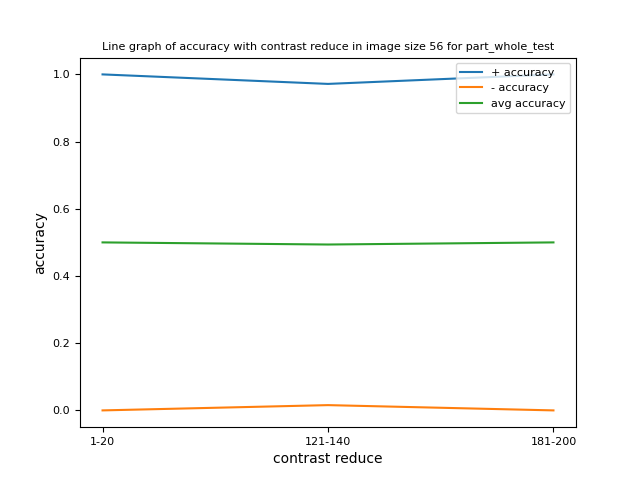 Line graph of accuracy with contrast reduce in image size 56 for part_whole_test
+ accuracy
- accuracy
avg accuracy
1.0
0.8
0.6
0.4
0.2
0.0
accuracy
1-20
121-140
181-200
contrast reduce